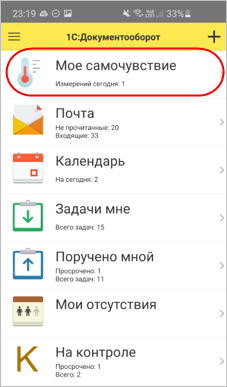 23:19 33%
1С:Документооборот
Мое самочувствие
Измерений сегодня: 1
Почта
Не прочитанные: 20
Входящие: 33
Календарь
На сегодня: 2
Задачи мне
Всего задач: 15
Поручено мной
Просрочено: 1
Всего задач: 11
Мои отсутствия
К
На контроле
Просрочено: 1
Всего: 2